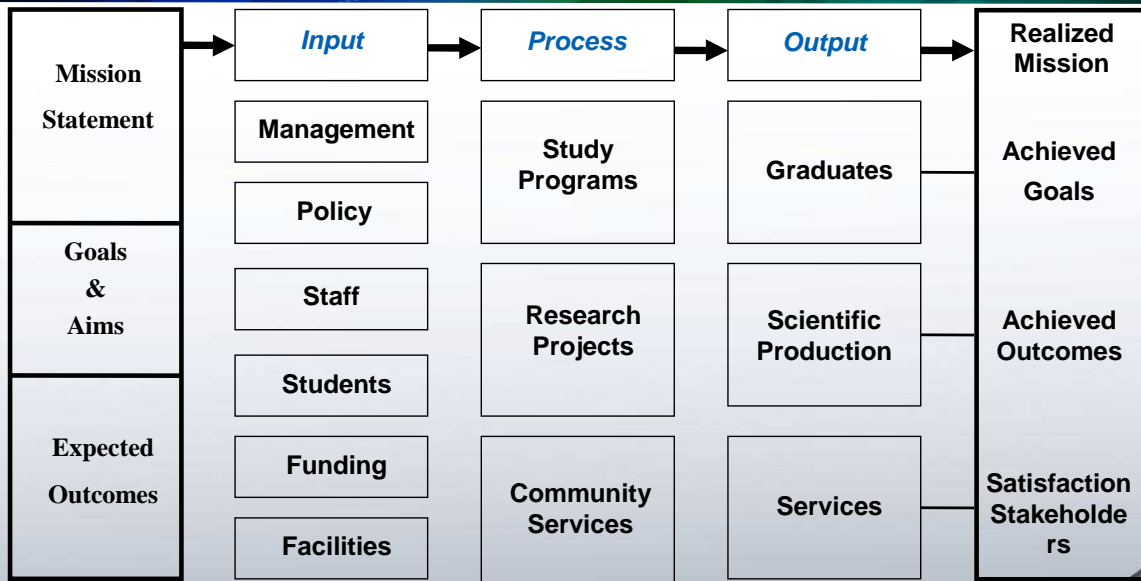 Mission
Statement
Goals
&
Aims
Expected
Outcomes
Input
Management
Policy
Staff
Students
Funding
Facilities
Process
Study
Programs
Research
Projects
Community
Services
Output
Graduates
Scientific
Production
Services
Realized
Mission
Achieved
Goals
Achieved
Outcomes
Satisfaction
Stakeholde
rs